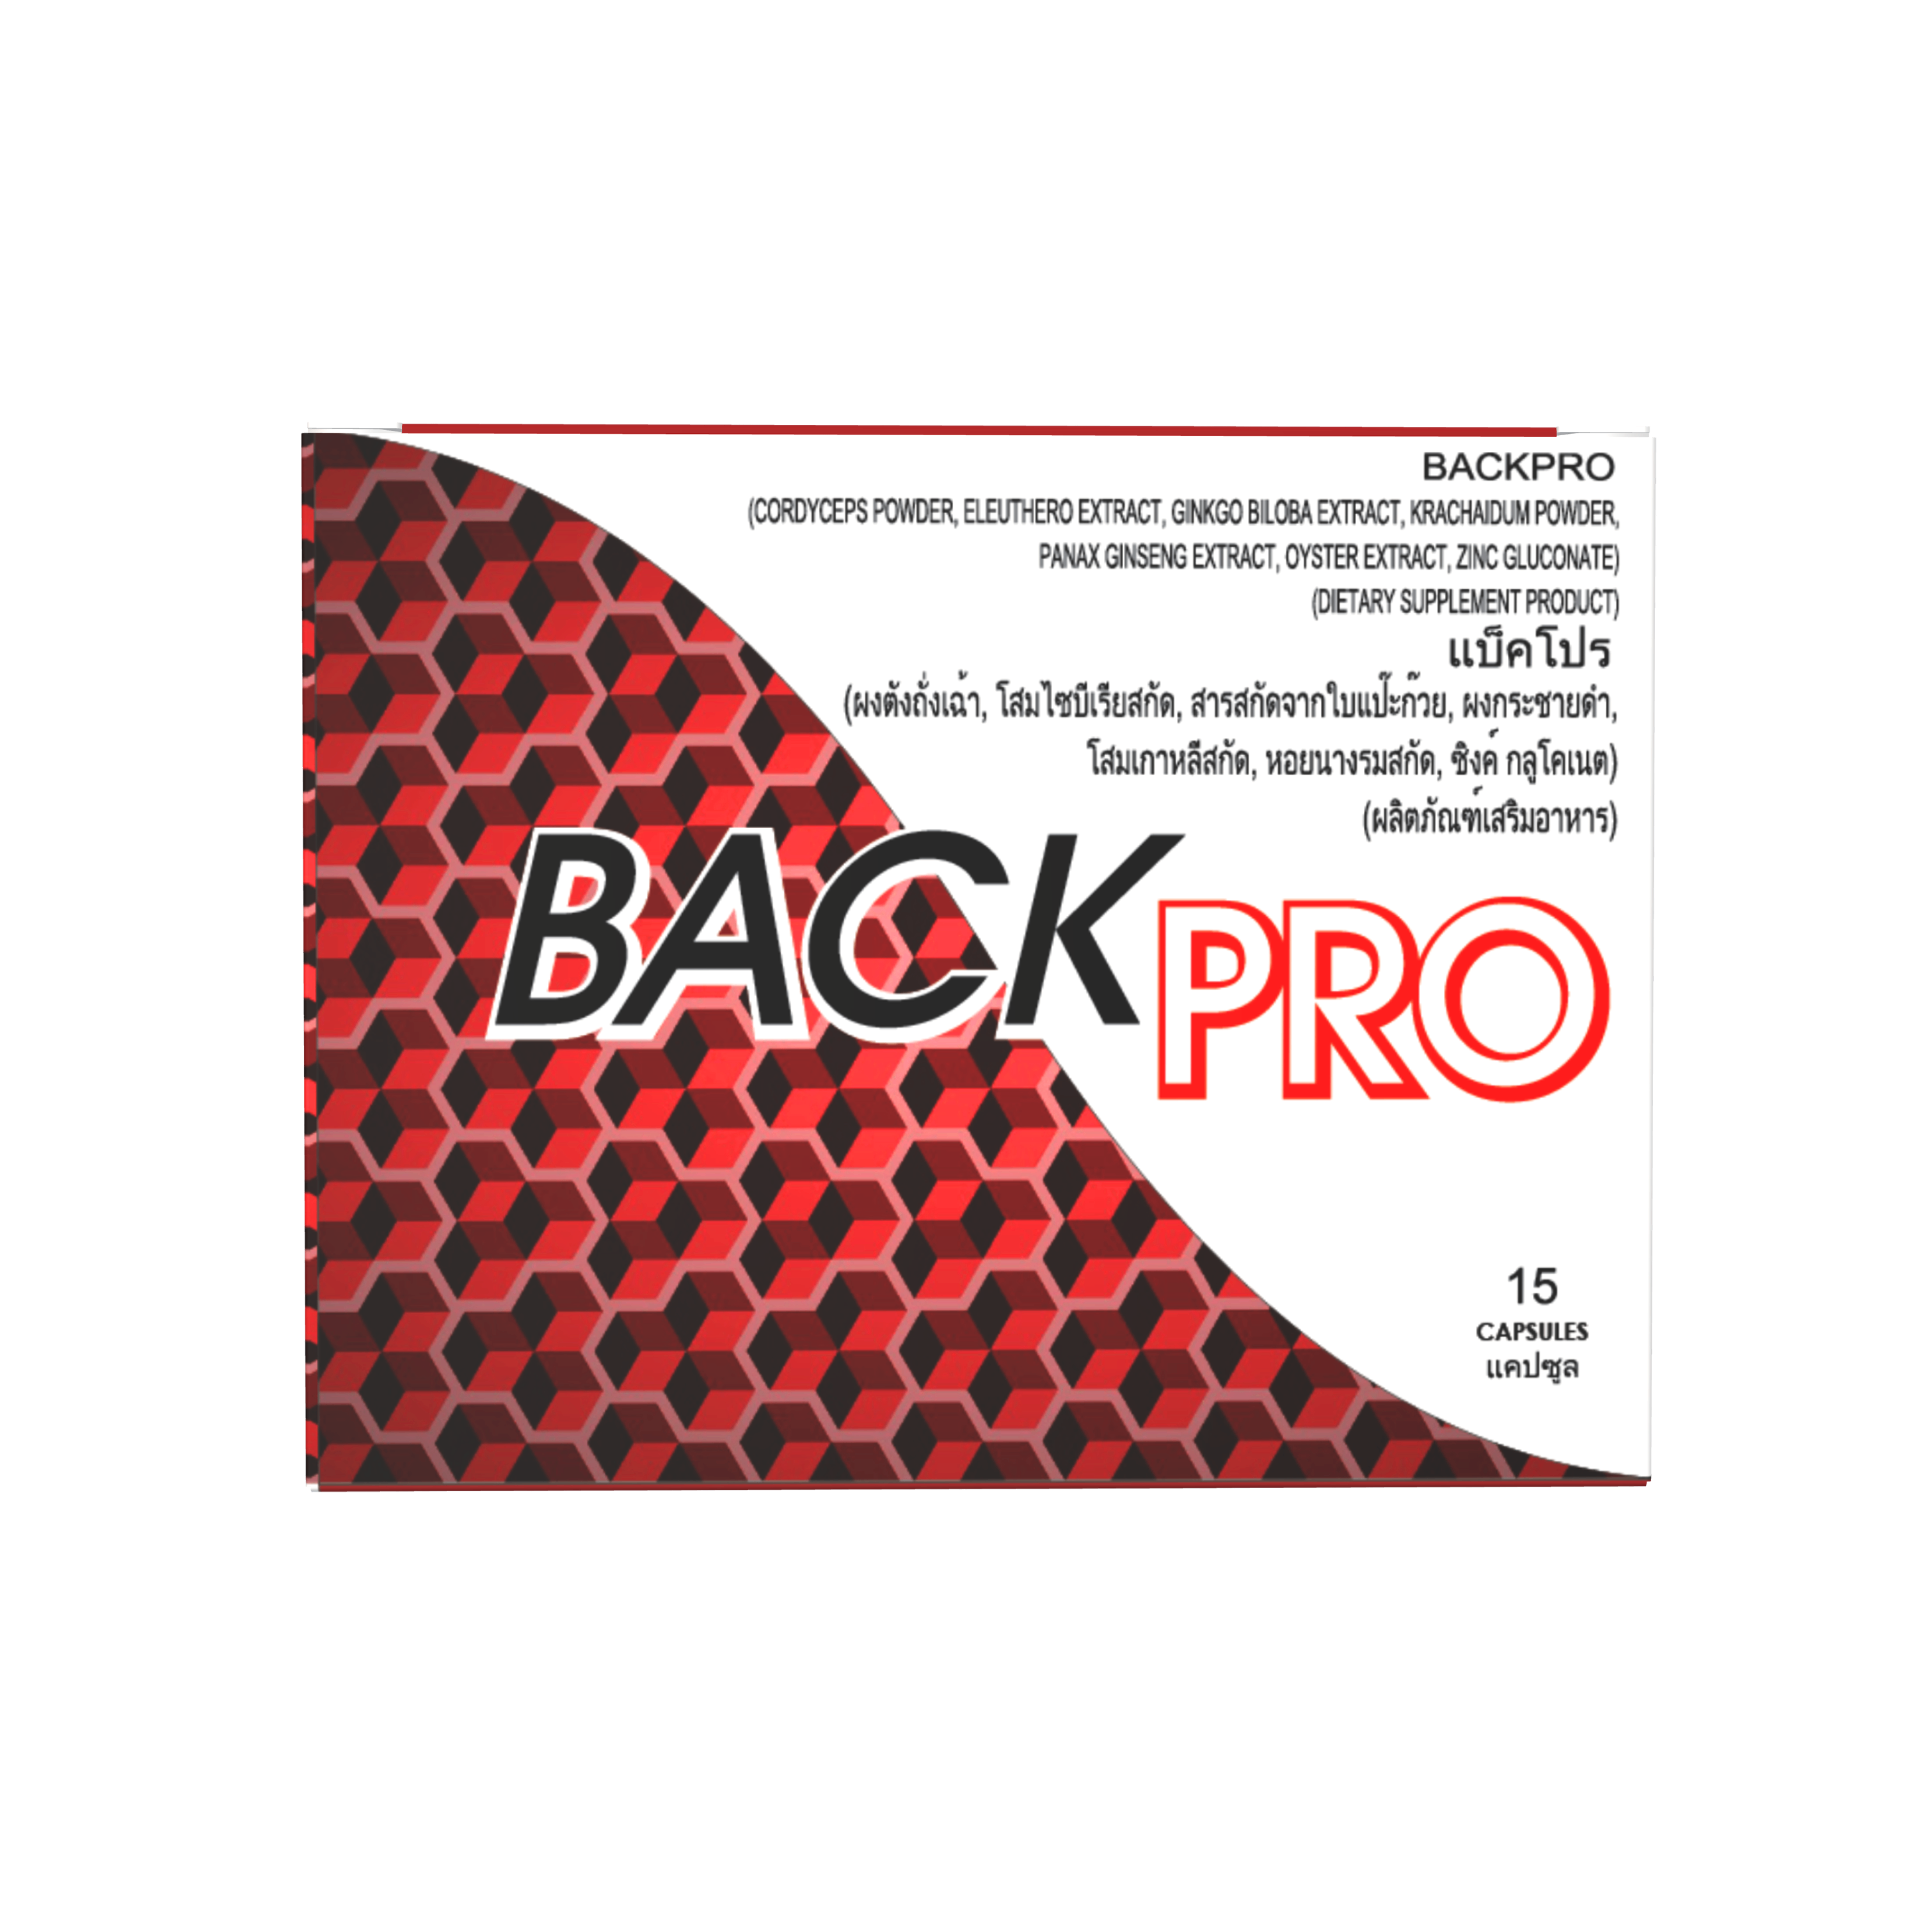 BACKPRO
(CORDYCEPS POWDER, ELEUTHERO EXTRACT, GINKGO BILOBA EXTRACT, KRACHAIDUM POWDER,
PANAX GINSENG EXTRACT, OYSTER EXTRACT, ZINC GLUCONATE)
(DIETARY SUPPLEMENT PRODUCT)
แบ็คโปร
(ผงตังถั่งเฉ้า, โสมไซบีเรียสกัด, สารสกัดจากใบแป๊ะก๊วย, ผงกระชายดำ,
โสมเกาหลีสกัด, หอยนางรมสกัด, ซิงค์ กลูโคเนต)
(ผลิตภัณฑ์เสริมอาหาร)
BACKPRO
15
CAPSULES
แคปซูล